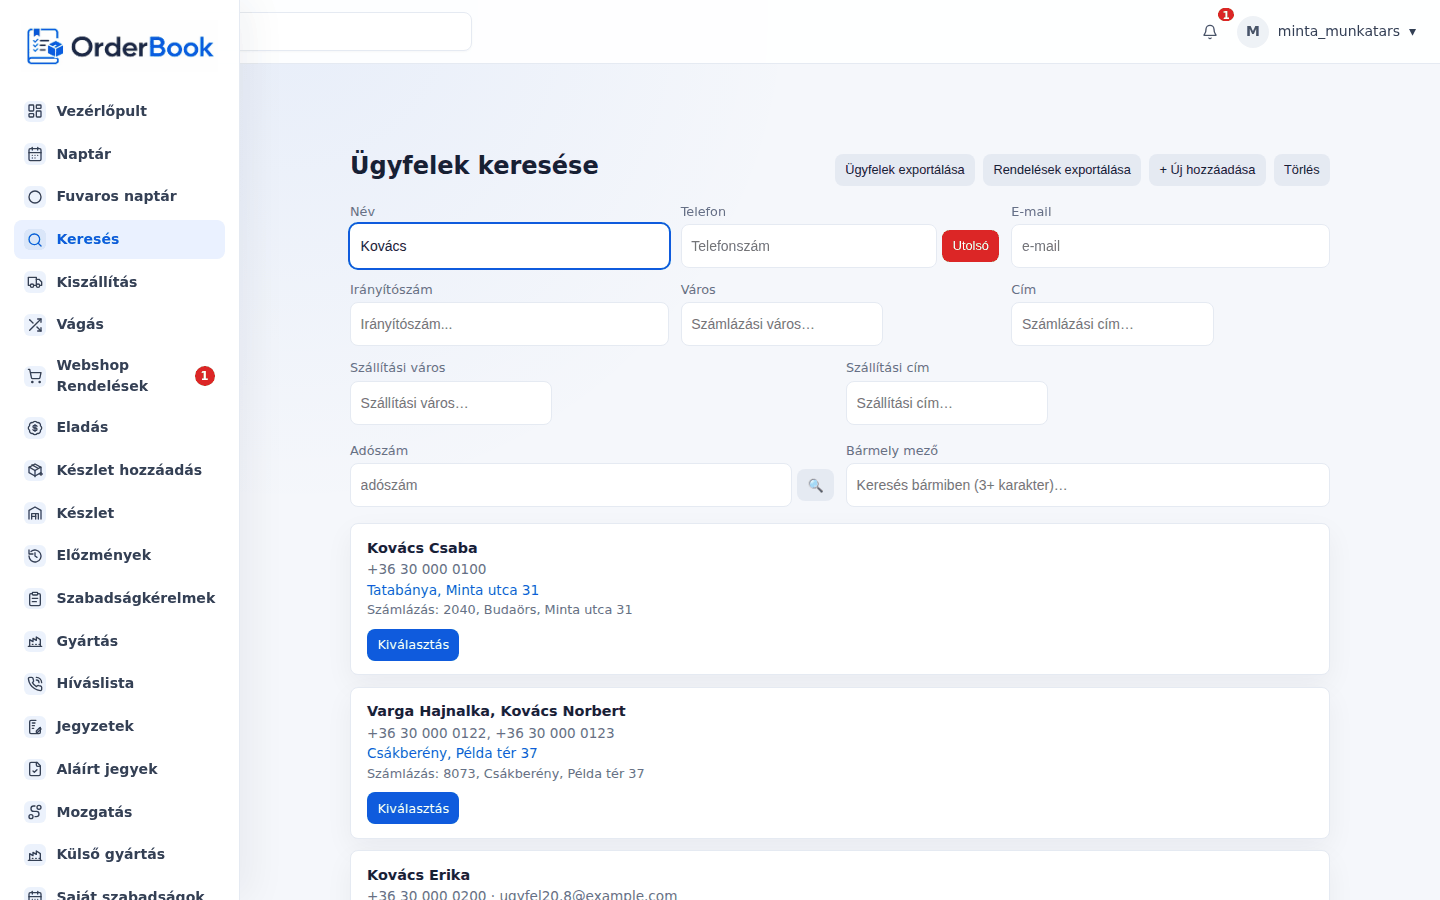 OrderBook
1
M
minta_munkatars ▼
Vezérlőpult
Naptár
Fuvaros naptár
Keresés
Kiszállítás
Vágás
Webshop
Rendelések
1
Eladás
Készlet hozzáadás
Készlet
Előzmények
Szabadságkérelmek
Gyártás
Híváslista
Jegyzetek
Aláírt jegyek
Mozgatás
Külső gyártás
Saját szabadságok
Ügyfelek keresése
Ügyfelek exportálása
Rendelések exportálása
+ Új hozzáadása
Törlés
Név
Telefon
E-mail
Kovács
Telefonszám
Utolsó
e-mail
Irányítószám
Város
Cím
Irányítószám...
Számlázási város…
Számlázási cím…
Szállítási város
Szállítási cím
Szállítási város…
Szállítási cím…
Adószám
Bármely mező
adószám
Keresés bármiben (3+ karakter)…
Kovács Csaba
+36 30 000 0100
Tatabánya, Minta utca 31
Számlázás: 2040, Budaörs, Minta utca 31
Kiválasztás
Varga Hajnalka, Kovács Norbert
+36 30 000 0122, +36 30 000 0123
Csákberény, Példa tér 37
Számlázás: 8073, Csákberény, Példa tér 37
Kiválasztás
Kovács Erika
+36 30 000 0200 · ugyfel20.8@example.com